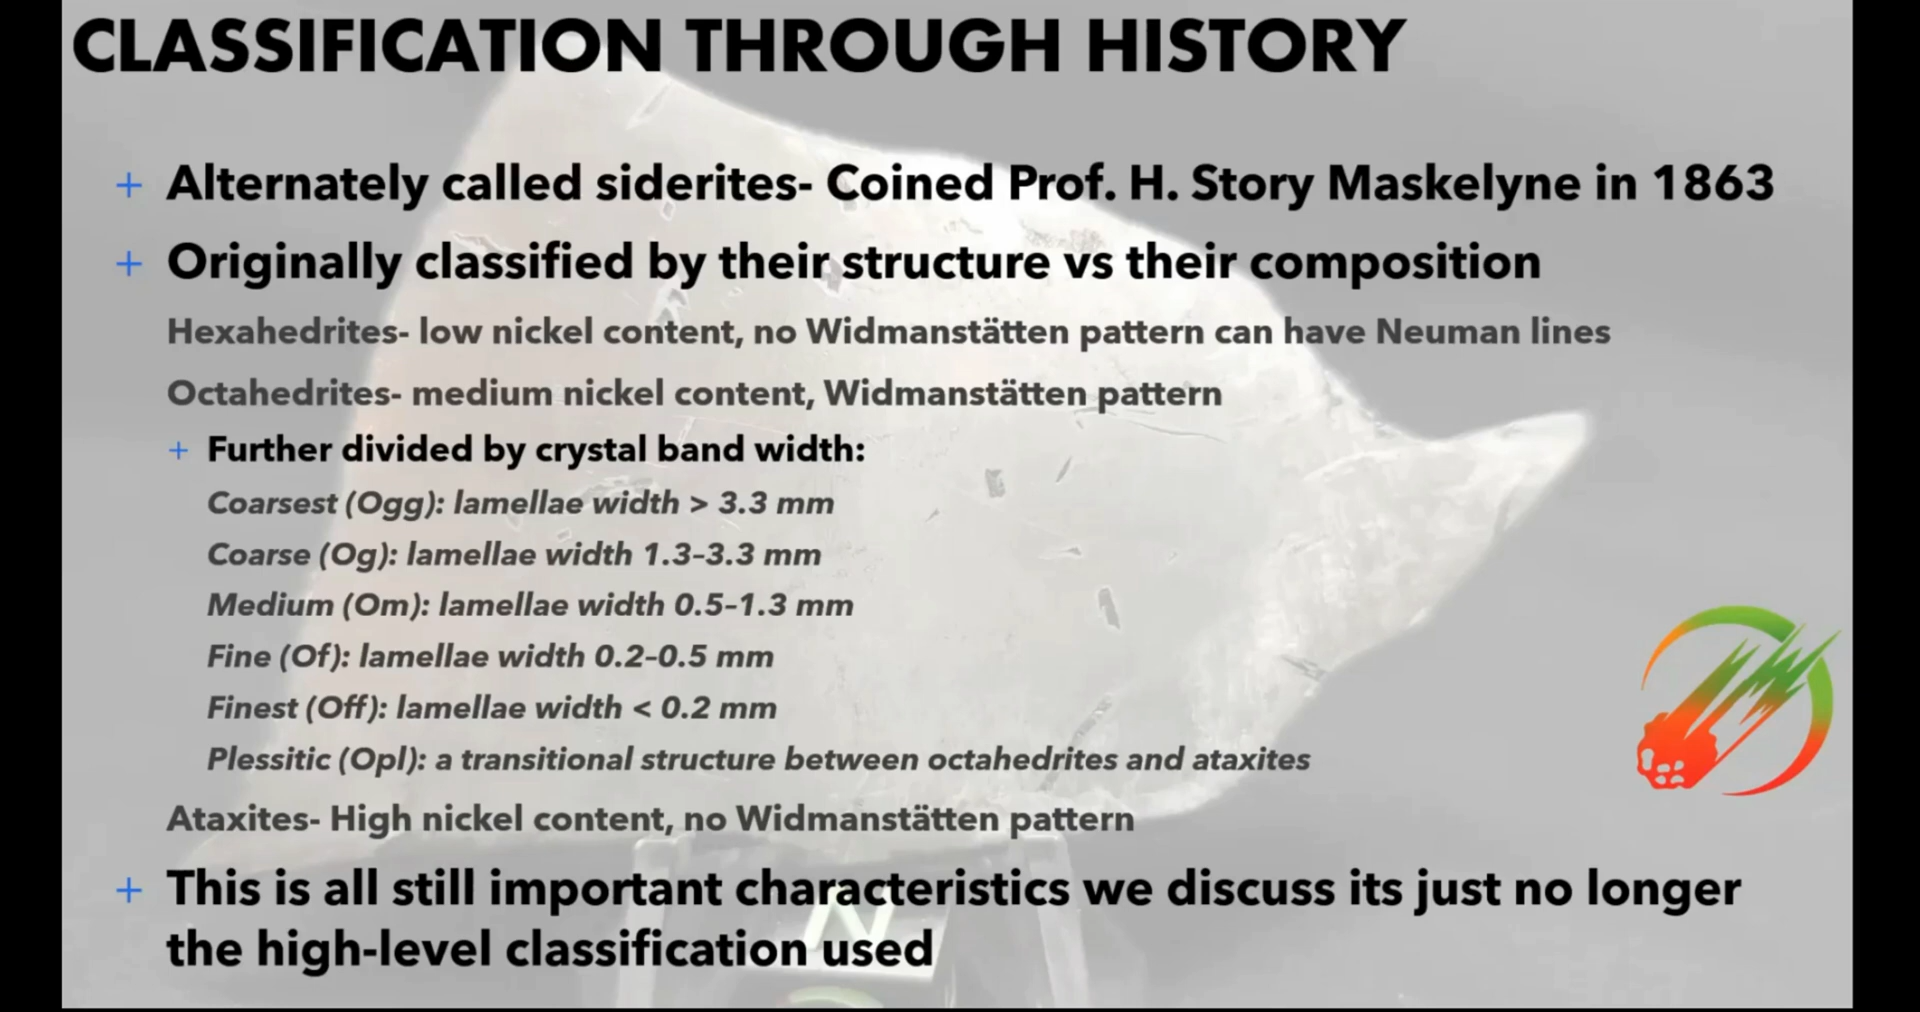 CLASSIFICATION THROUGH HISTORY
+ Alternately called siderites- Coined Prof. H. Story Maskelyne in 1863
+ Originally classified by their structure vs their composition
Hexahedrites- low nickel content, no Widmanstätten pattern can have Neuman lines
Octahedrites- medium nickel content, Widmanstätten pattern
+ Further divided by crystal band width:
Coarsest (Ogg): lamellae width > 3.3 mm
Coarse (Og): lamellae width 1.3–3.3 mm
Medium (Om): lamellae width 0.5–1.3 mm
Fine (Of): lamellae width 0.2–0.5 mm
Finest (Off): lamellae width < 0.2 mm
Plessitic (Opl): a transitional structure between octahedrites and ataxites
Ataxites- High nickel content, no Widmanstätten pattern
+ This is all still important characteristics we discuss its just no longer
the high-level classification used
N